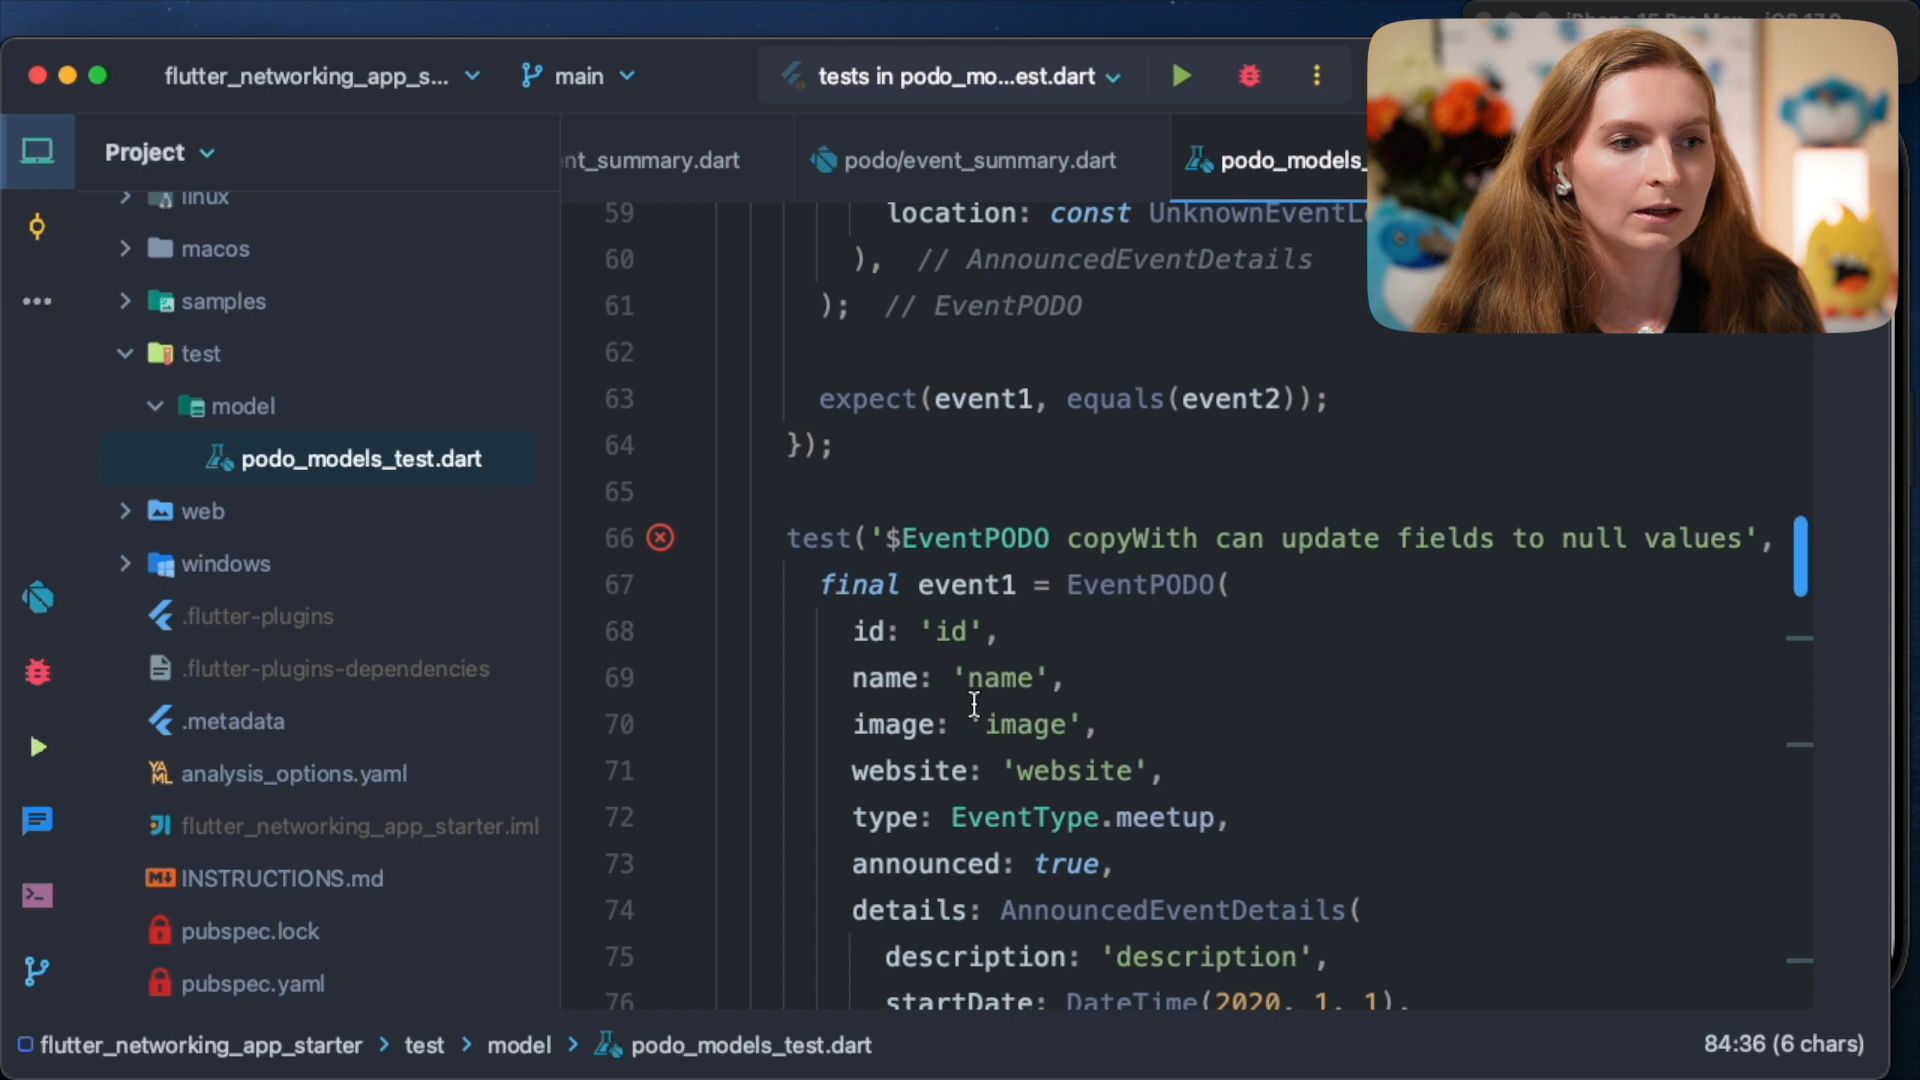 flutter_networking_app_s...
main
tests in podo_mo...est.dart
Project
nt_summary.dart
podo/event_summary.dart
podo_models_
linux
macos
samples
test
model
podo_models_test.dart
web
windows
.flutter-plugins
.flutter-plugins-dependencies
.metadata
analysis_options.yaml
flutter_networking_app_starter.iml
INSTRUCTIONS.md
pubspec.lock
pubspec.yaml
59 location: const UnknownEventL
60 ), // AnnouncedEventDetails
61 ); // EventPODO
62
63 expect(event1, equals(event2));
64 });
65
66 test('$EventPODO copyWith can update fields to null values',
67 final event1 = EventPODO(
68 id: 'id',
69 name: 'name',
70 image: 'image',
71 website: 'website',
72 type: EventType.meetup,
73 announced: true,
74 details: AnnouncedEventDetails(
75 description: 'description',
76 startDate: DateTime(2020, 1, 1),
flutter_networking_app_starter > test > model > podo_models_test.dart
84:36 (6 chars)